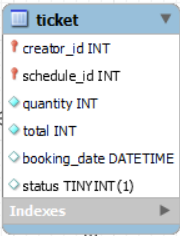 ticket
creator_id INT
schedule_id INT
quantity INT
total INT
booking_date DATETIME
status TINYINT(1)
Indexes